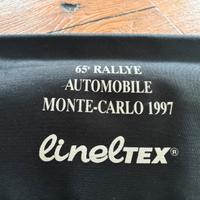 65e RALLYE
AUTOMOBILE
MONTE-CARLO 1997
linelTEX®